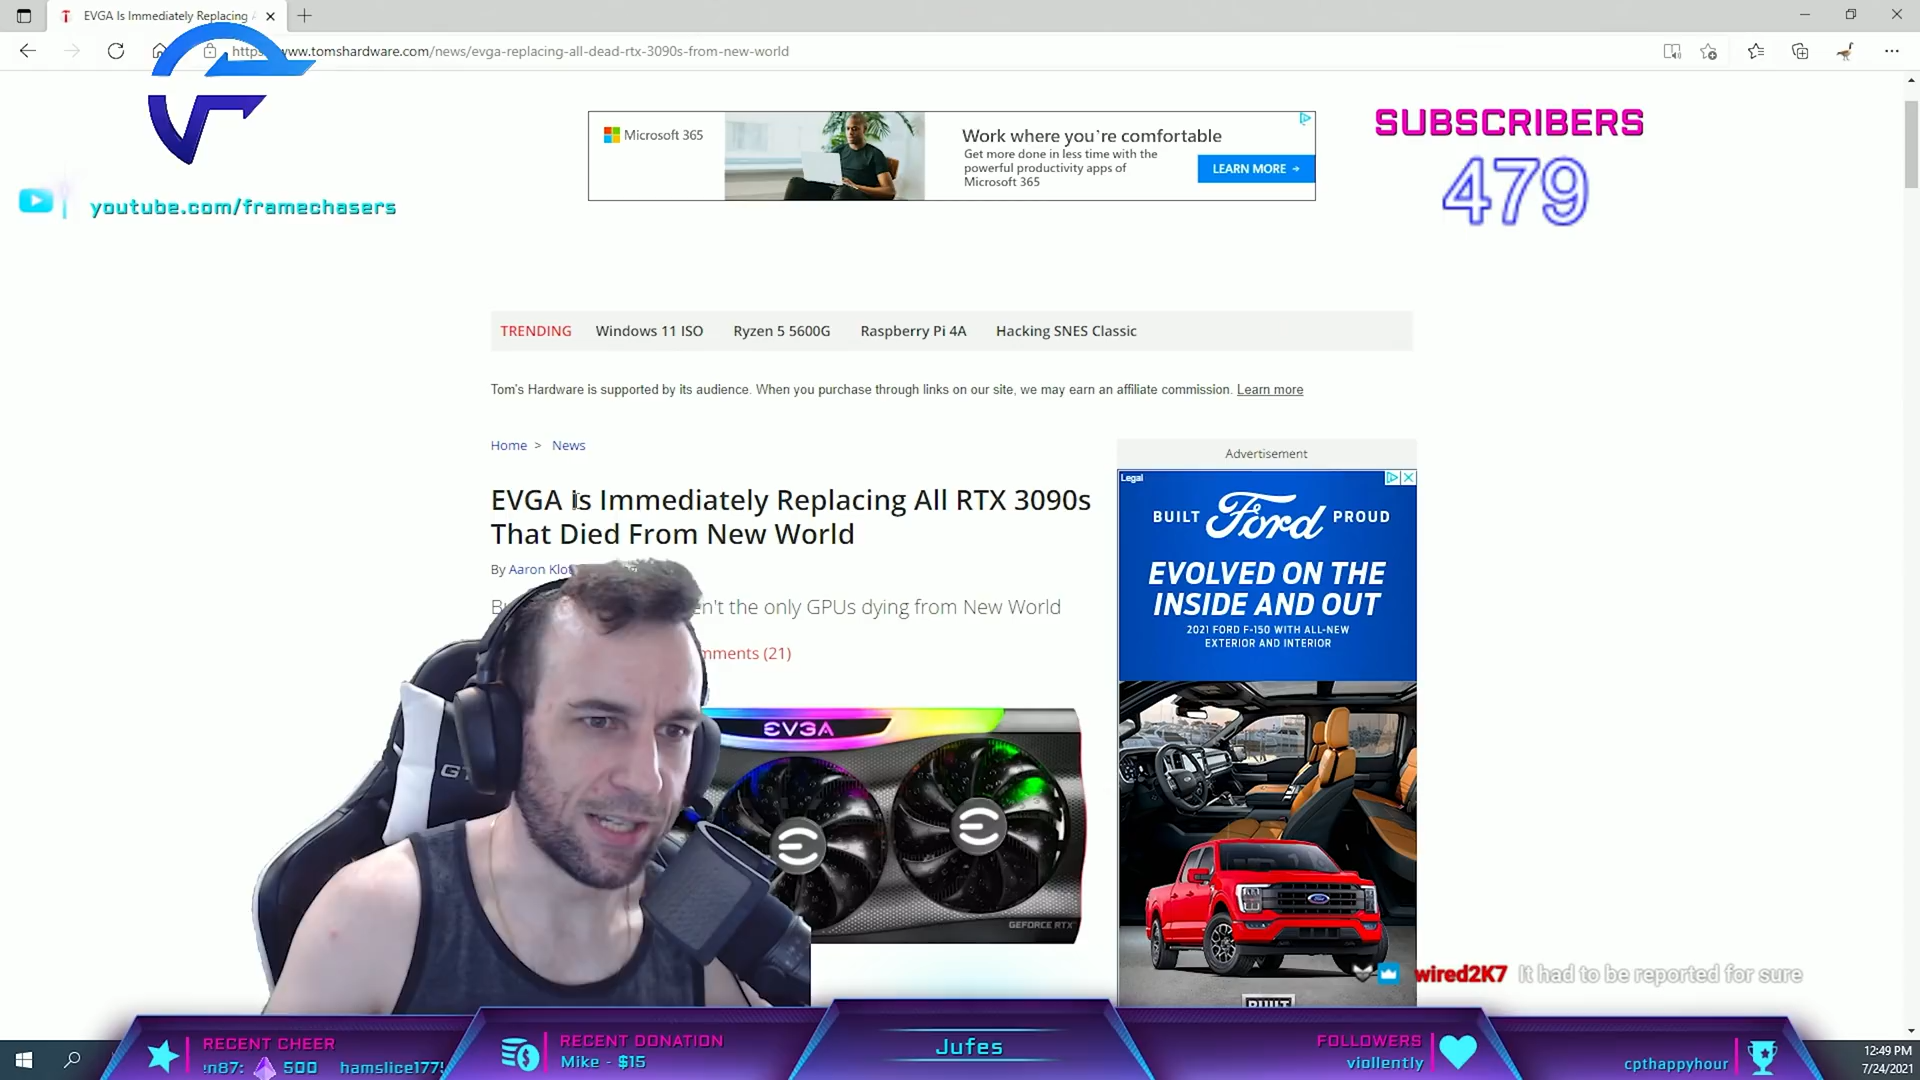 EVGA Is Immediately Replacing
www.tomshardware.com/news/evga-replacing-all-dead-rtx-3090s-from-new-world
youtube.com/framechasers
Microsoft 365
Work where you're comfortable
Get more done in less time with the
powerful productivity apps of
Microsoft 365
LEARN MORE →
SUBSCRIBERS
479
TRENDING Windows 11 ISO Ryzen 5 5600G Raspberry Pi 4A Hacking SNES Classic
Tom's Hardware is supported by its audience. When you purchase through links on our site, we may earn an affiliate commission. Learn more
Home > News
EVGA Is Immediately Replacing All RTX 3090s
That Died From New World
By Aaron
the only GPUs dying from New World
(21)
EVGA
GEFORCE RTX
Advertisement
Legal
BUILT Ford PROUD
EVOLVED ON THE
INSIDE AND OUT
2021 FORD F-150 WITH ALL-NEW
EXTERIOR AND INTERIOR
BUILT
wired2K7 It had to be reported for sure
RECENT CHEER
500 hamslice1775
RECENT DONATION
Mike - $15
Jufes
FOLLOWERS
viollently
cpthappyhour
12:49 PM
7/24/2021